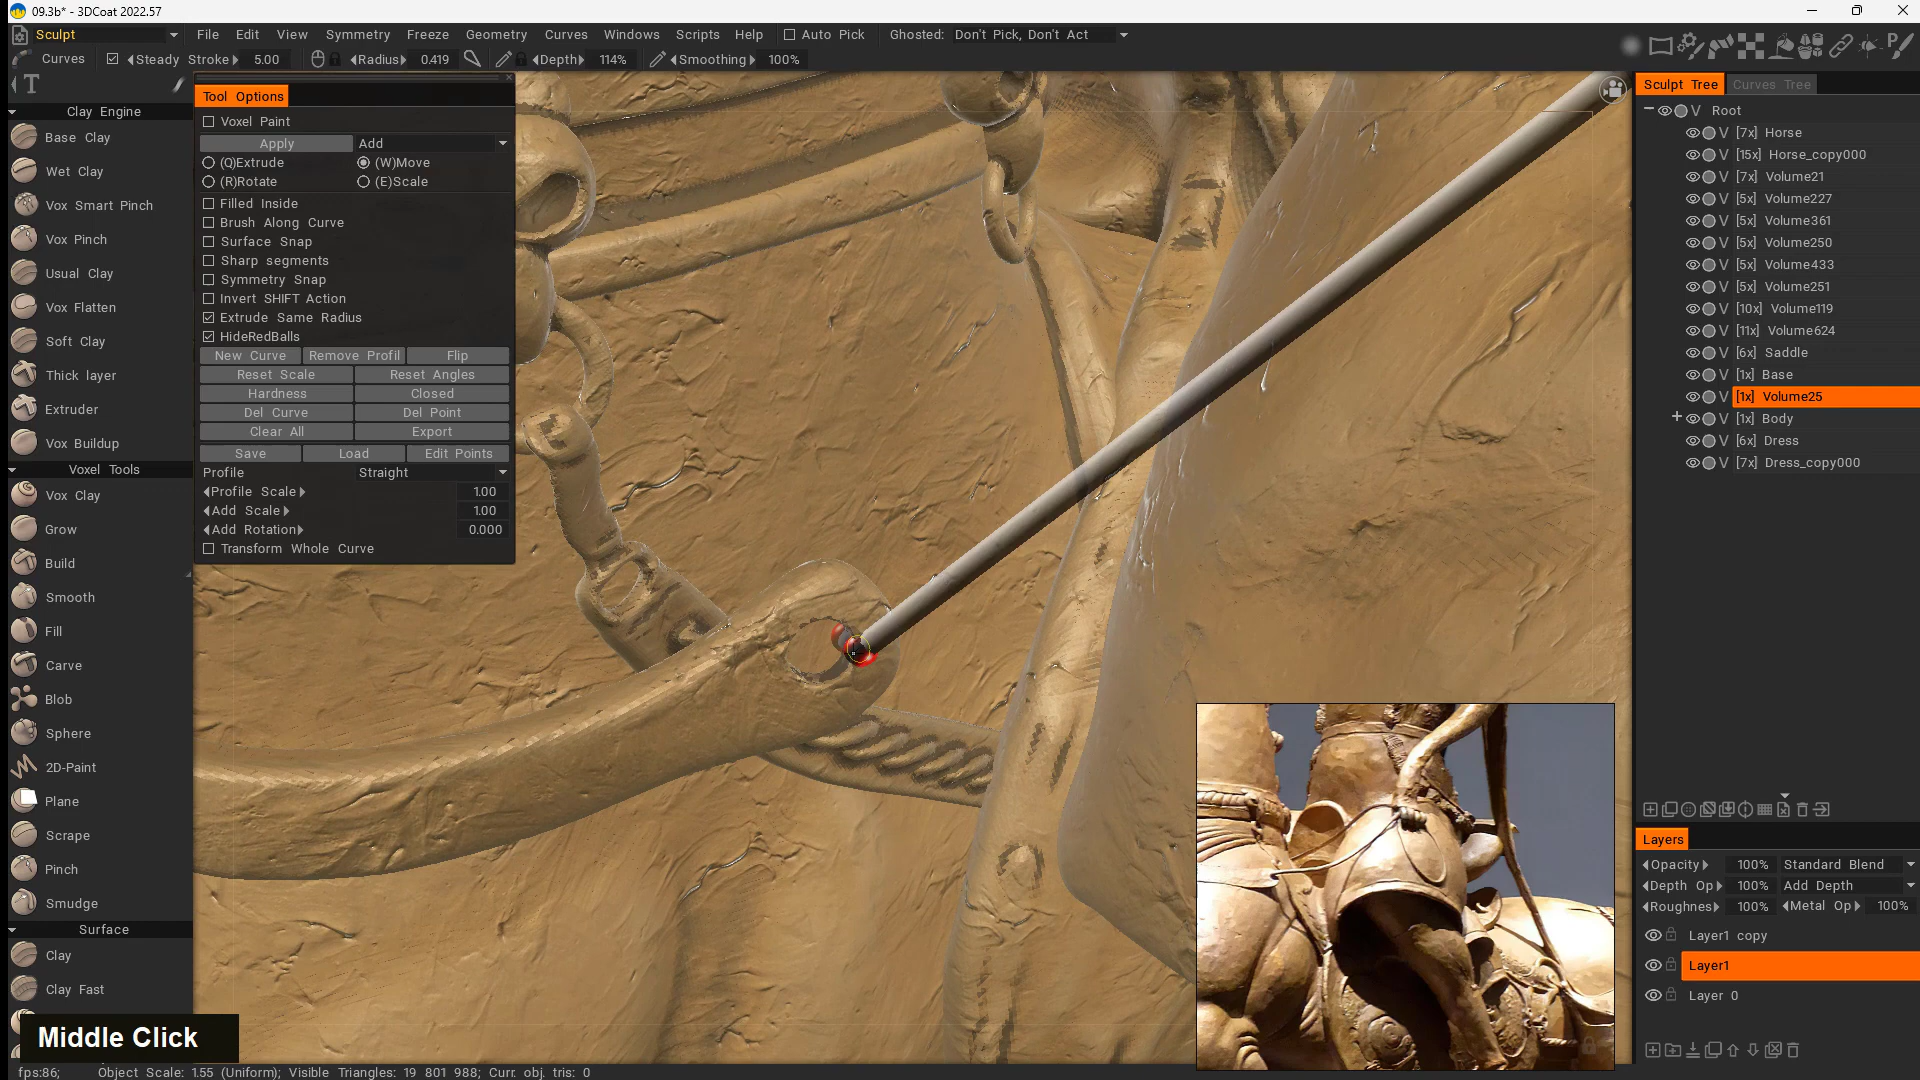 09.3b* - 3DCoat 2022.57
Sculpt File Edit View Symmetry Freeze Geometry Curves Windows Scripts Help Auto Pick Ghosted: Don't Pick, Don't Act
Curves Steady Stroke 5.00 Radius 0.419 Depth 114% Smoothing 100%
T
Clay Engine
Base Clay
Wet Clay
Vox Smart Pinch
Vox Pinch
Usual Clay
Vox Flatten
Soft Clay
Thick layer
Extruder
Vox Buildup
Voxel Tools
Vox Clay
Grow
Build
Smooth
Fill
Carve
Blob
Sphere
2D-Paint
Plane
Scrape
Pinch
Smudge
Surface
Clay
Clay Fast
Middle Click
Tool Options
Voxel Paint
Apply Add
(Q)Extrude (W)Move
(R)Rotate (E)Scale
Filled Inside
Brush Along Curve
Surface Snap
Sharp segments
Symmetry Snap
Invert SHIFT Action
Extrude Same Radius
HideRedBalls
New Curve Remove Profil Flip
Reset Scale Reset Angles
Hardness Closed
Del Curve Del Point
Clear All Export
Save Load Edit Points
Profile Straight
Profile Scale 1.00
Add Scale 1.00
Add Rotation 0.000
Transform Whole Curve
Sculpt Tree Curves Tree
V Root
V [7x] Horse
V [15x] Horse_copy000
V [7x] Volume21
V [5x] Volume227
V [5x] Volume361
V [5x] Volume250
V [5x] Volume433
V [5x] Volume251
V [10x] Volume119
V [11x] Volume624
V [6x] Saddle
V [1x] Base
V [1x] Volume25
V [1x] Body
V [6x] Dress
V [7x] Dress_copy000
Layers
Opacity 100% Standard Blend
Depth Op 100% Add Depth
Roughnes 100% Metal Op 100%
Layer1 copy
Layer1
Layer 0
fps:86; Object Scale: 1.55 (Uniform); Visible Triangles: 19 801 988; Curr. obj. tris: 0